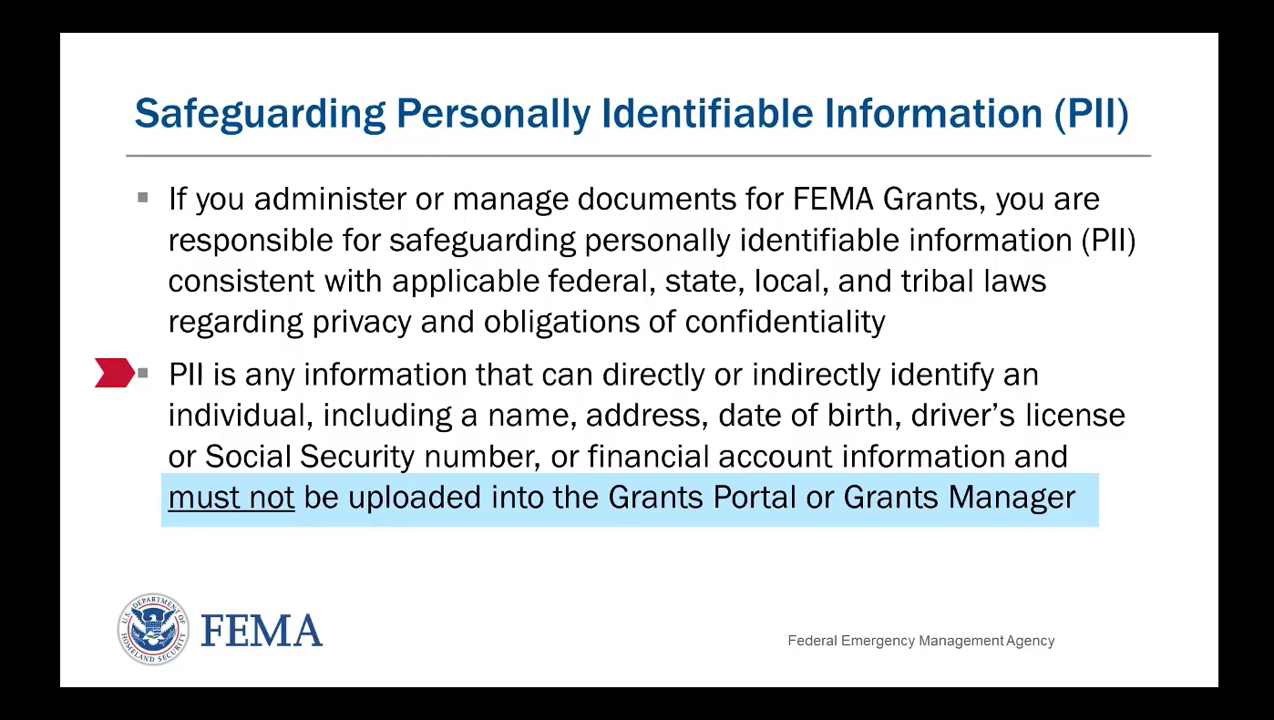 Safeguarding Personally Identifiable Information (PII)
▪ If you administer or manage documents for FEMA Grants, you are
responsible for safeguarding personally identifiable information (PII)
consistent with applicable federal, state, local, and tribal laws
regarding privacy and obligations of confidentiality
▪ PII is any information that can directly or indirectly identify an
individual, including a name, address, date of birth, driver’s license
or Social Security number, or financial account information and
must not be uploaded into the Grants Portal or Grants Manager
U.S. DEPARTMENT OF HOMELAND SECURITY
FEMA
Federal Emergency Management Agency